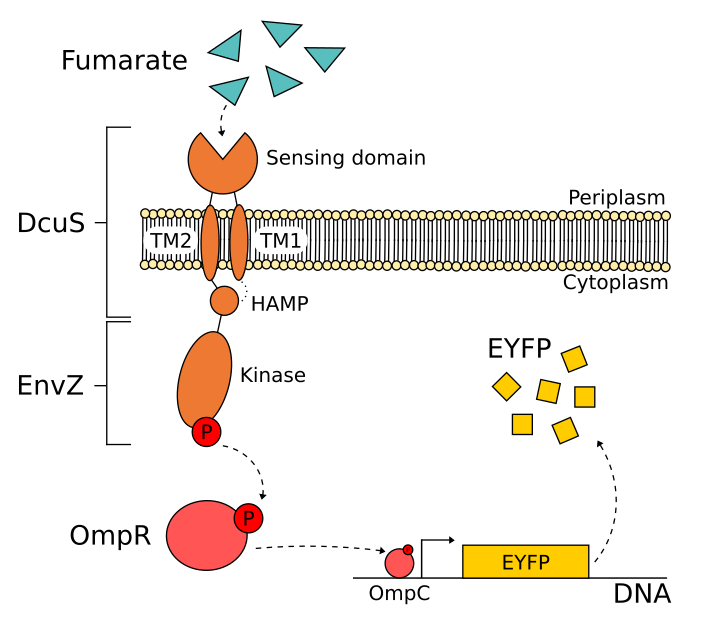 Fumarate
Sensing domain
Periplasm
DcuS
TM2
TM1
Cytoplasm
HAMP
EYFP
Kinase
EnvZ
P
P
OmpR
P
EYFP
OmpC
DNA